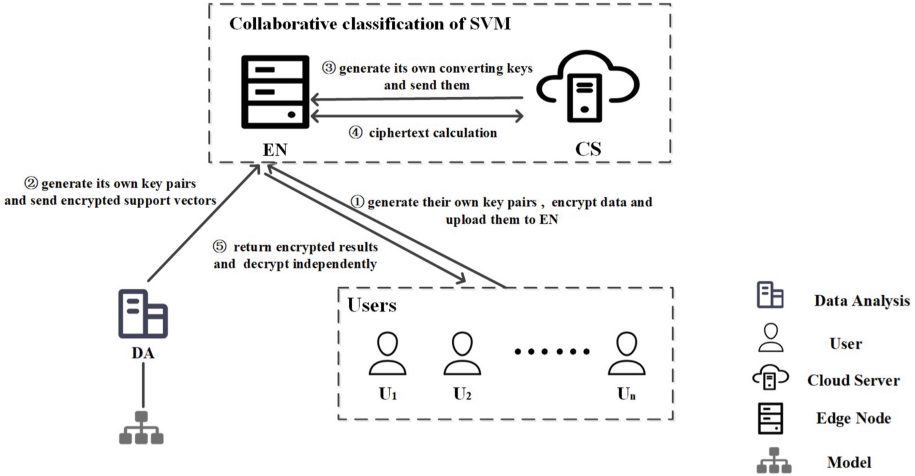 Collaborative classification of SVM
③ generate its own converting keys
and send them
④ ciphertext calculation
EN
CS
② generate its own key pairs
and send encrypted support vectors
① generate their own key pairs , encrypt data and
upload them to EN
⑤ return encrypted results
and decrypt independently
DA
Users
U₁
U₂
Uₙ
Data Analysis
User
Cloud Server
Edge Node
Model